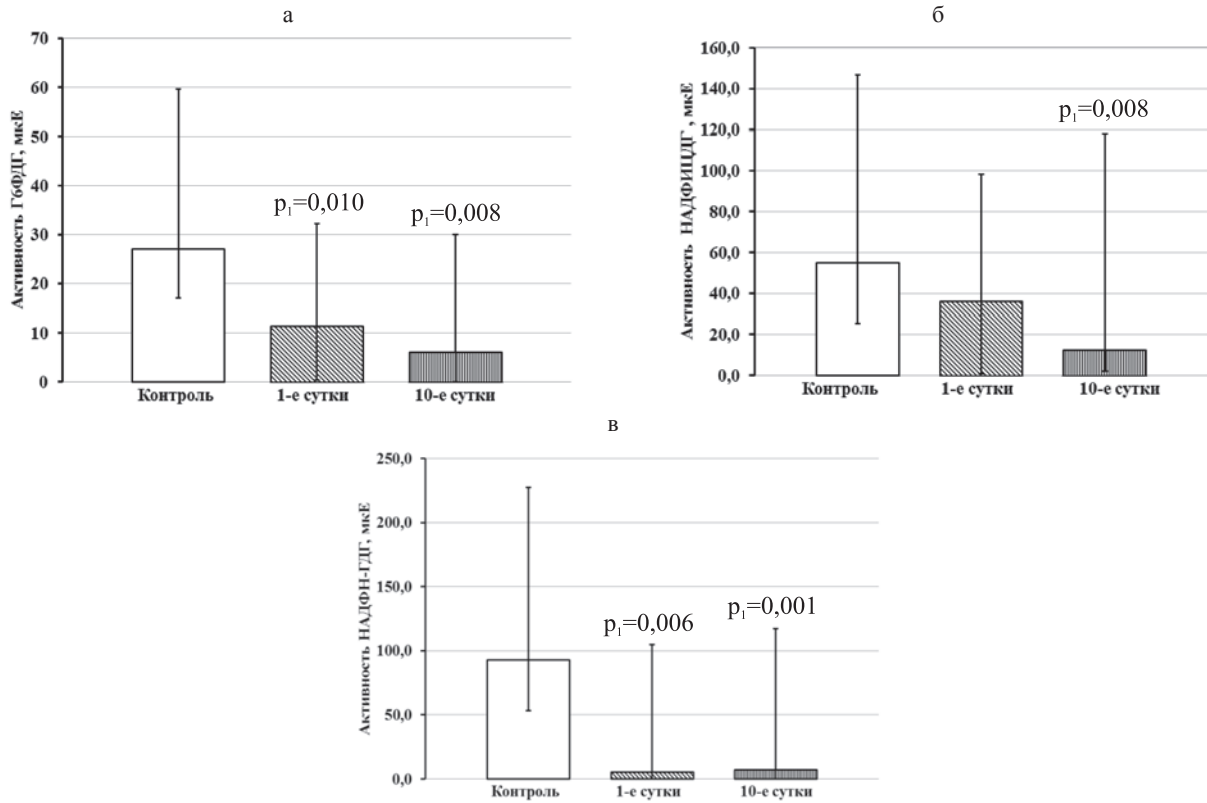 а
Активность Г6ФДГ, мкЕ
70
60
50
40
30
20
10
0
p1=0,010
p1=0,008
Контроль
1-е сутки
10-е сутки
б
Активность НАДФИЦДГ , мкЕ
160,0
140,0
120,0
100,0
80,0
60,0
40,0
20,0
0,0
p1=0,008
Контроль
1-е сутки
10-е сутки
в
Активность НАДФН-ГДГ, мкЕ
250,0
200,0
150,0
100,0
50,0
0,0
p1=0,006
p1=0,001
Контроль
1-е сутки
10-е сутки